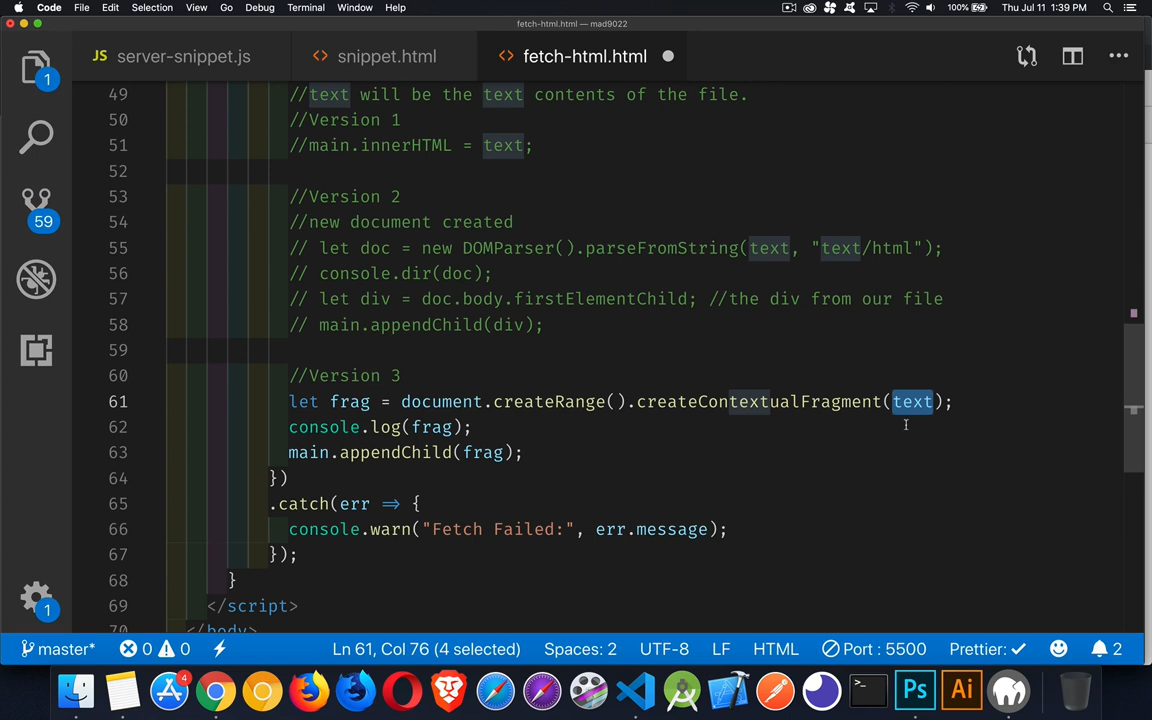 Code File Edit Selection View Go Debug Terminal Window Help 100% Thu Jul 11 1:39 PM
fetch-html.html — mad9022
JS server-snippet.js <> snippet.html <> fetch-html.html
49 //text will be the text contents of the file.
50 //Version 1
51 //main.innerHTML = text;
52
53 //Version 2
54 //new document created
55 // let doc = new DOMParser().parseFromString(text, "text/html");
56 // console.dir(doc);
57 // let div = doc.body.firstElementChild; //the div from our file
58 // main.appendChild(div);
59
60 //Version 3
61 let frag = document.createRange().createContextualFragment(text);
62 console.log(frag);
63 main.appendChild(frag);
64 })
65 .catch(err => {
66 console.warn("Fetch Failed:", err.message);
67 });
68 }
69 </script>
70 </body>
1
59
1
master* 0 0 Ln 61, Col 76 (4 selected) Spaces: 2 UTF-8 LF HTML Port : 5500 Prettier: ✓ 2
4
>_
Ps
Ai